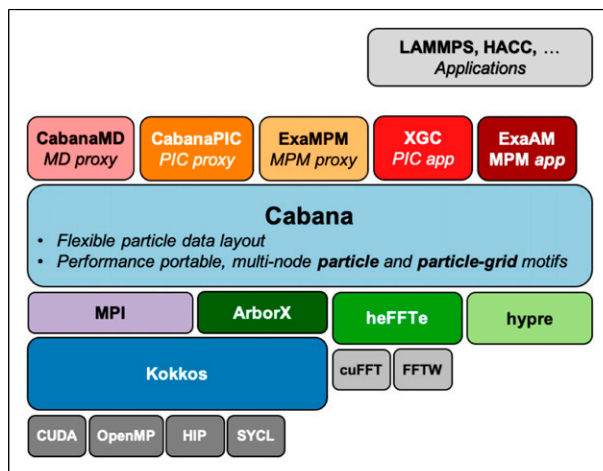 LAMMPS, HACC, …
Applications
CabanaMD
MD proxy
CabanaPIC
PIC proxy
ExaMPM
MPM proxy
XGC
PIC app
ExaAM
MPM app
Cabana
• Flexible particle data layout
• Performance portable, multi-node particle and particle-grid motifs
MPI
ArborX
heFFTe
hypre
Kokkos
cuFFT
FFTW
CUDA
OpenMP
HIP
SYCL